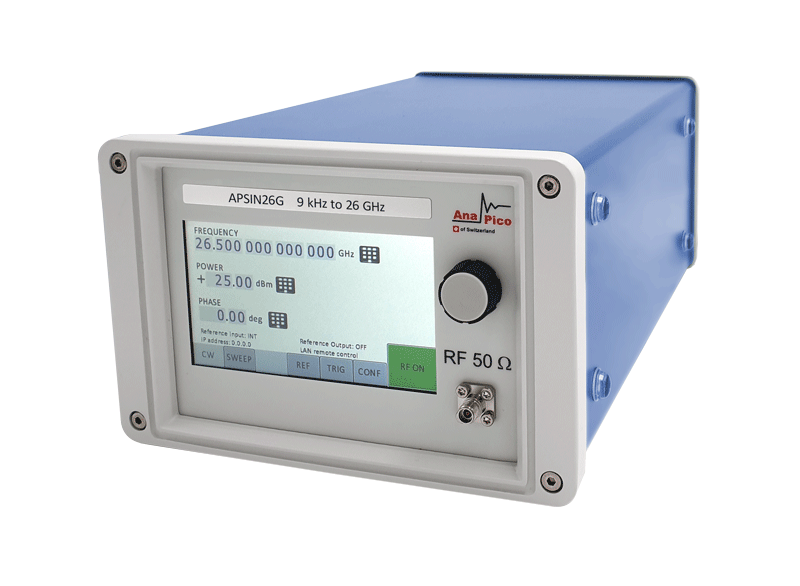 APSIN26G 9 kHz to 26 GHz
Ana Pico
of Switzerland
FREQUENCY
26.500 000 000 000 GHz
POWER
+ 25.00 dBm
PHASE
0.00 deg
Reference Input: INT
Reference Output: OFF
IP address: 0.0.0.0
LAN remote control
CW SWEEP REF TRIG CONF RF ON
RF 50 Ω